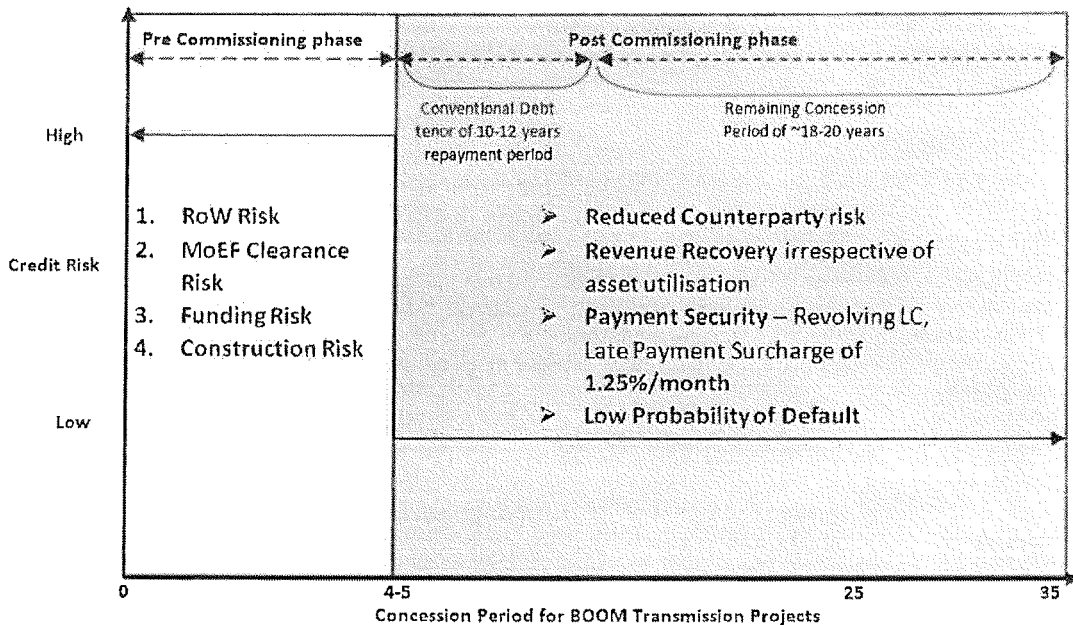 Pre Commissioning phase
Post Commissioning phase
Conventional Debt
tenor of 10-12 years
repayment period
Remaining Concession
Period of ~18-20 years
High
Credit Risk
Low
1. RoW Risk
2. MoEF Clearance
Risk
3. Funding Risk
4. Construction Risk
➢ Reduced Counterparty risk
➢ Revenue Recovery irrespective of
asset utilisation
➢ Payment Security – Revolving LC,
Late Payment Surcharge of
1.25%/month
➢ Low Probability of Default
0 4-5 25 35
Concession Period for BOOM Transmission Projects